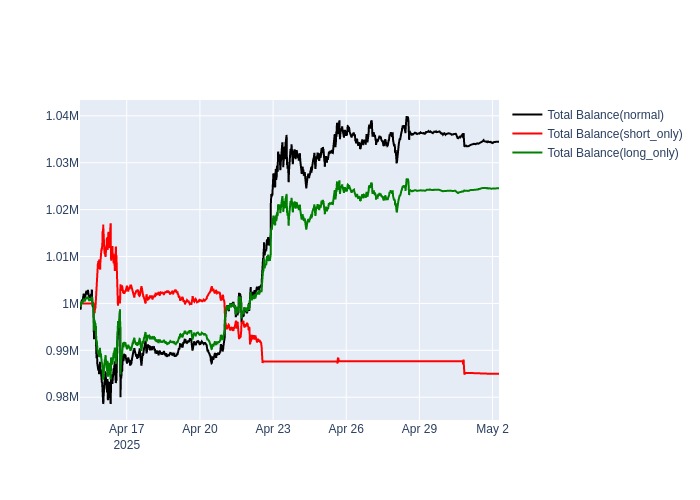 1.04M
1.03M
1.02M
1.01M
1M
0.99M
0.98M
Apr 17
2025
Apr 20
Apr 23
Apr 26
Apr 29
May 2
Total Balance(normal)
Total Balance(short_only)
Total Balance(long_only)